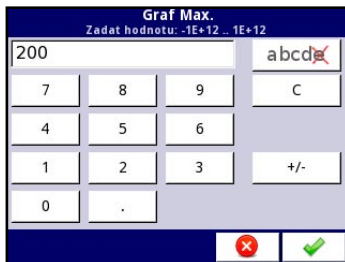 Graf Max.
Zadat hodnotu: -1E+12 .. 1E+12
200 abcde
7 8 9 C
4 5 6
1 2 3 +/-
0 .